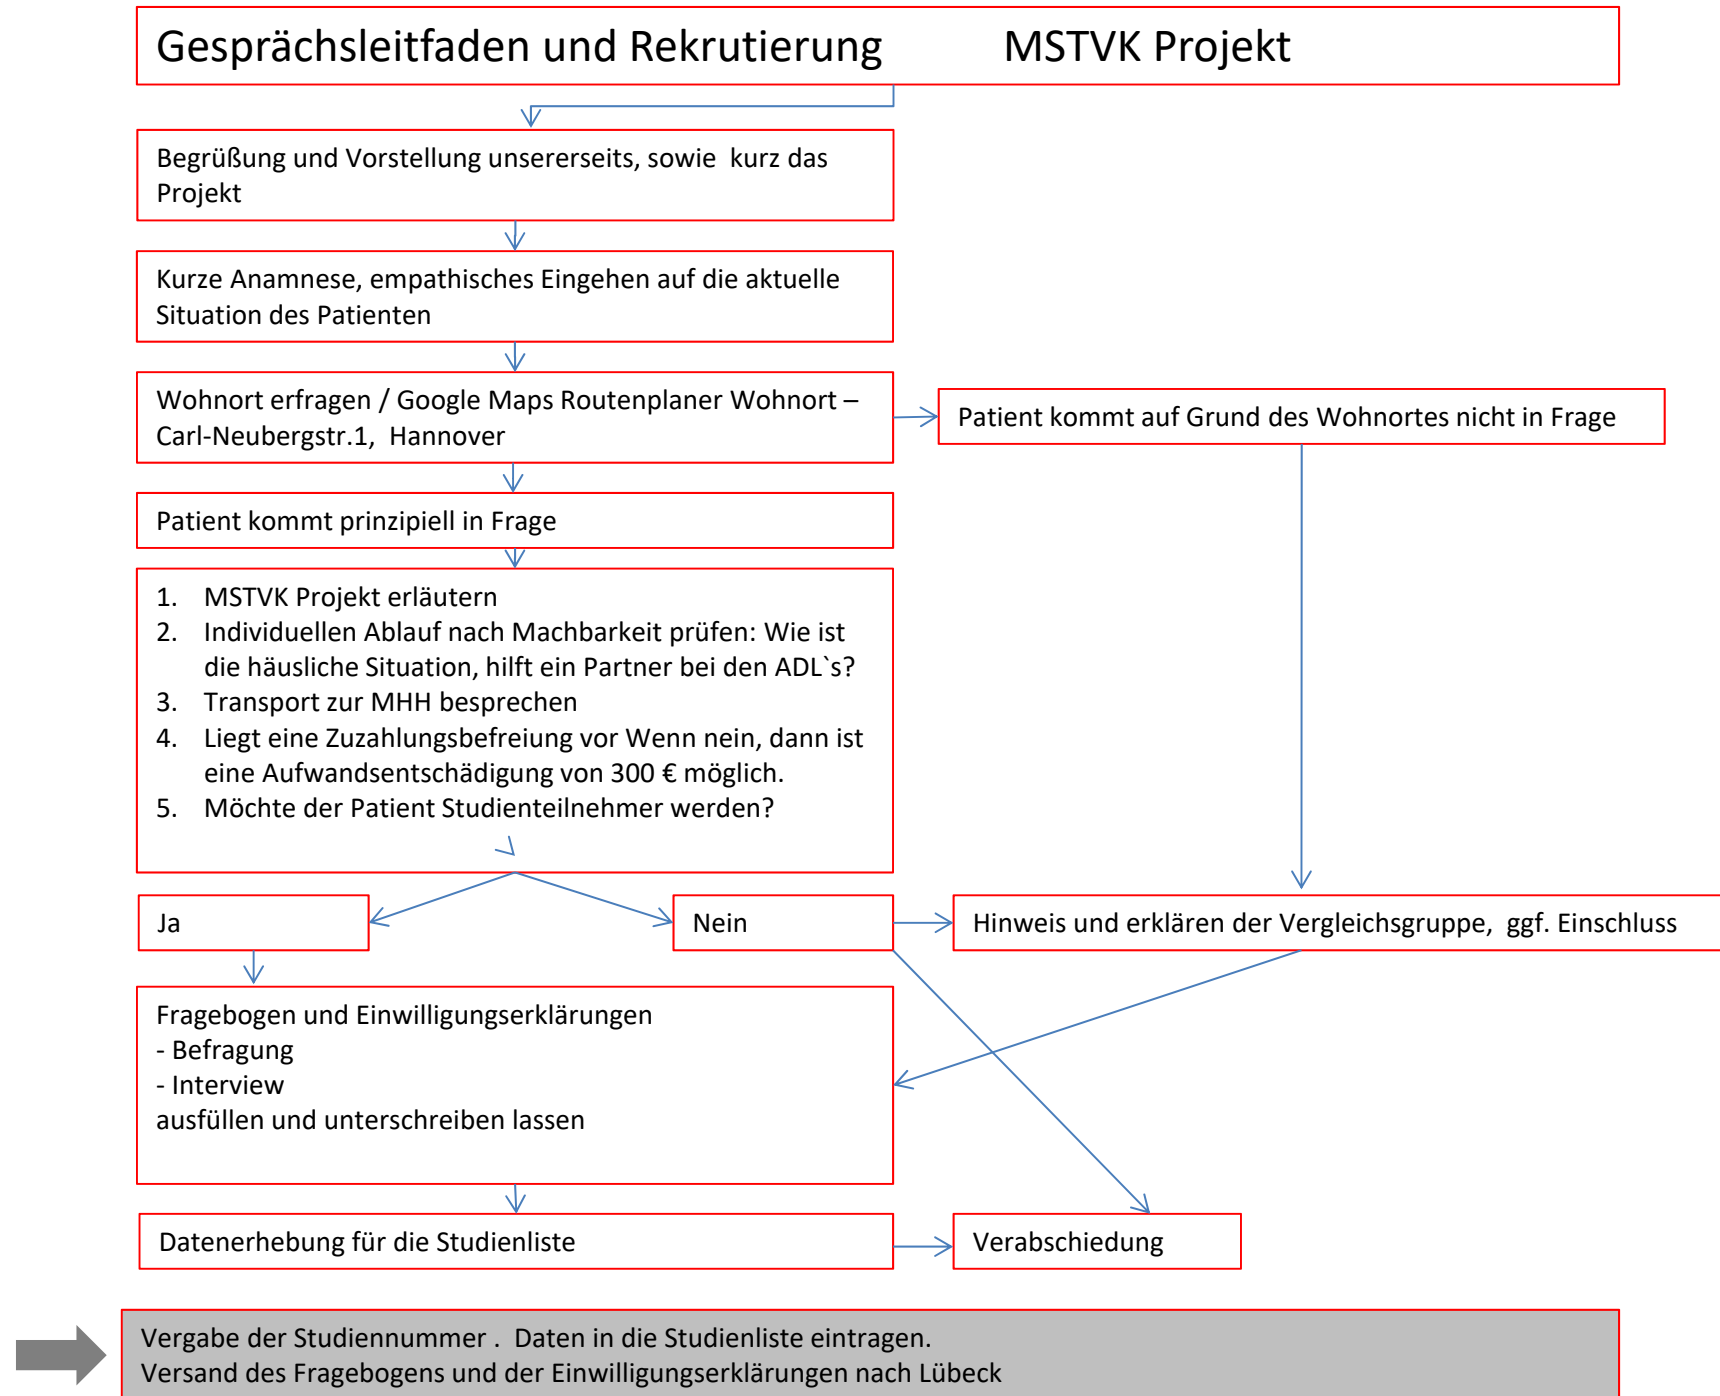 Gesprächsleitfaden und Rekrutierung MSTVK Projekt
Begrüßung und Vorstellung unsererseits, sowie kurz das
Projekt
Kurze Anamnese, empathisches Eingehen auf die aktuelle
Situation des Patienten
Wohnort erfragen / Google Maps Routenplaner Wohnort –
Carl-Neubergstr.1, Hannover
Patient kommt auf Grund des Wohnortes nicht in Frage
Patient kommt prinzipiell in Frage
1. MSTVK Projekt erläutern
2. Individuellen Ablauf nach Machbarkeit prüfen: Wie ist
die häusliche Situation, hilft ein Partner bei den ADL`s?
3. Transport zur MHH besprechen
4. Liegt eine Zuzahlungsbefreiung vor Wenn nein, dann ist
eine Aufwandsentschädigung von 300 € möglich.
5. Möchte der Patient Studienteilnehmer werden?
Ja
Nein
Hinweis und erklären der Vergleichsgruppe, ggf. Einschluss
Fragebogen und Einwilligungserklärungen
- Befragung
- Interview
ausfüllen und unterschreiben lassen
Datenerhebung für die Studienliste
Verabschiedung
Vergabe der Studiennummer . Daten in die Studienliste eintragen.
Versand des Fragebogens und der Einwilligungserklärungen nach Lübeck